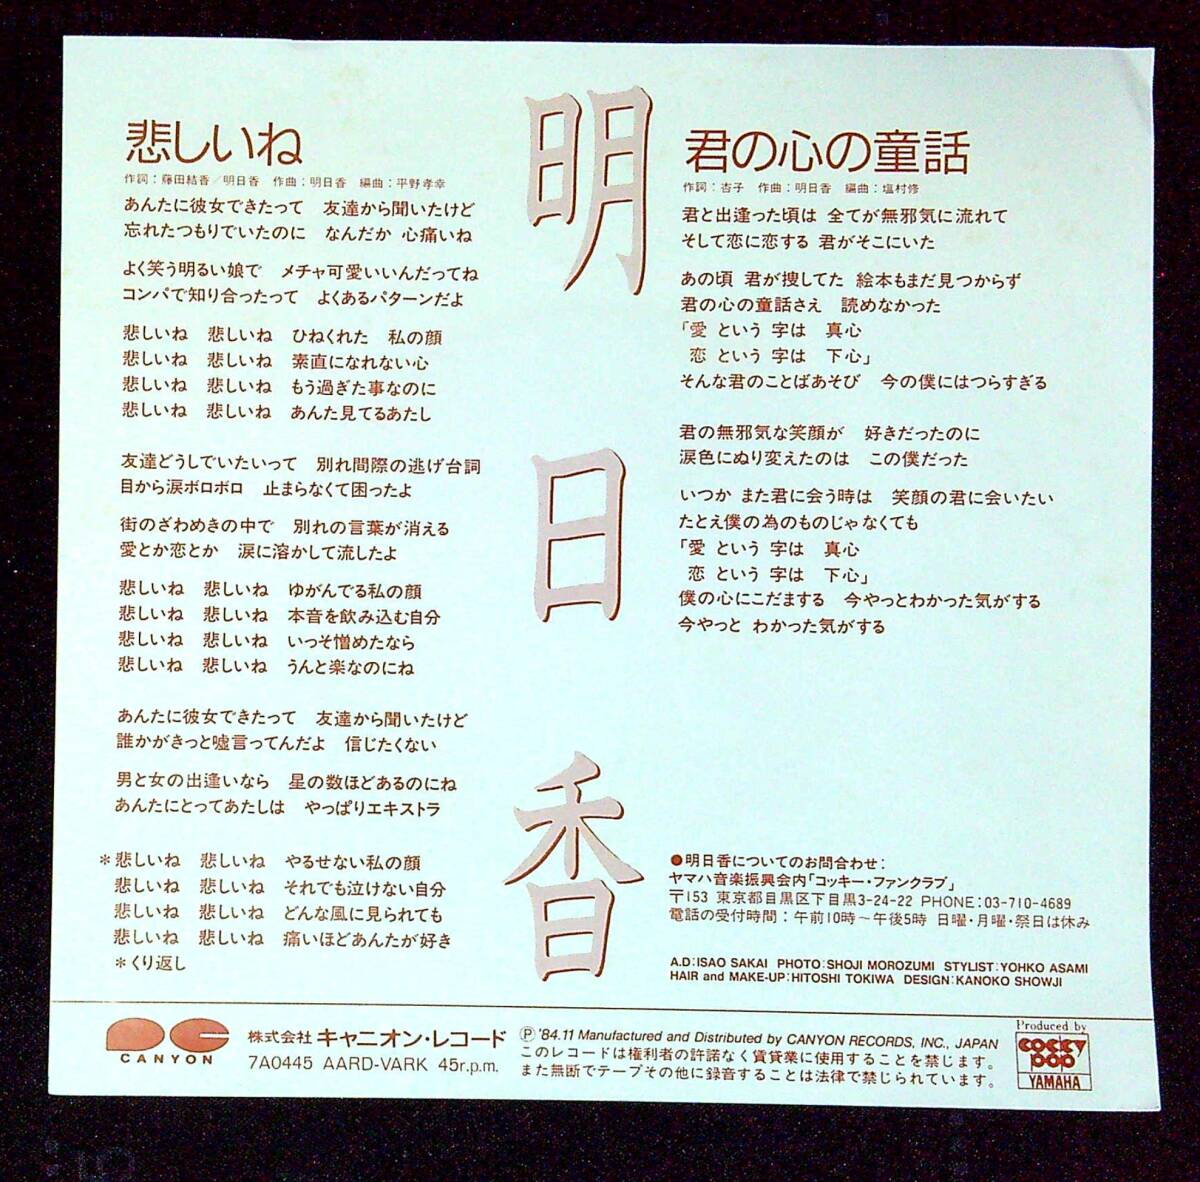 悲しいね
作詞：藤田結香／明日香　作曲：明日香　編曲：平野孝幸
あんたに彼女できたって　友達から聞いたけど
忘れたつもりでいたのに　なんだか 心痛いね
よく笑う明るい娘で　メチャ可愛いいんだってね
コンパで知り合ったって　よくあるパターンだよ
悲しいね　悲しいね　ひねくれた　私の顔
悲しいね　悲しいね　素直になれない心
悲しいね　悲しいね　もう過ぎた事なのに
悲しいね　悲しいね　あんた見てるあたし
友達どうしでいたいって　別れ間際の逃げ台詞
目から涙ボロボロ　止まらなくて困ったよ
街のざわめきの中で　別れの言葉が消える
愛とか恋とか　涙に溶かして流したよ
悲しいね　悲しいね　ゆがんでる私の顔
悲しいね　悲しいね　本音を飲み込む自分
悲しいね　悲しいね　いっそ憎めたなら
悲しいね　悲しいね　うんと楽なのにね
あんたに彼女できたって　友達から聞いたけど
誰かがきっと嘘言ってんだよ　信じたくない
男と女の出逢いなら　星の数ほどあるのにね
あんたにとってあたしは　やっぱりエキストラ
＊悲しいね　悲しいね　やるせない私の顔
悲しいね　悲しいね　それでも泣けない自分
悲しいね　悲しいね　どんな風に見られても
悲しいね　悲しいね　痛いほどあんたが好き
＊くり返し
明日香
君の心の童話
作詞：杏子　作曲：明日香　編曲：塩村修
君と出逢った頃は 全てが無邪気に流れて
そして恋に恋する 君がそこにいた
あの頃 君が捜してた 絵本もまだ見つからず
君の心の童話さえ　読めなかった
「愛 という 字は　真心
恋 という 字は　下心」
そんな君のことばあそび　今の僕にはつらすぎる
君の無邪気な笑顔が　好きだったのに
涙色にぬり変えたのは　この僕だった
いつか また君に会う時は　笑顔の君に会いたい
たとえ僕の為のものじゃなくても
「愛 という 字は　真心
恋 という 字は　下心」
僕の心にこだまする　今やっとわかった気がする
今やっと わかった気がする
●明日香についてのお問合わせ：
ヤマハ音楽振興会内「コッキー・ファンクラブ」
〒153 東京都目黒区下目黒3-24-22 PHONE:03-710-4689
電話の受付時間：午前10時〜午後5時 日曜・月曜・祭日は休み
A.D:ISAO SAKAI PHOTO:SHOJI MOROZUMI STYLIST:YOHKO ASAMI
HAIR and MAKE-UP:HITOSHI TOKIWA DESIGN:KANOKO SHOWJI
CANYON
株式会社 キャニオン・レコード
7A0445 AARD-VARK 45r.p.m.
Ⓟ '84.11 Manufactured and Distributed by CANYON RECORDS, INC., JAPAN
このレコードは権利者の許諾なく賃貸業に使用することを禁じます。
また無断でテープその他に録音することは法律で禁じられています。
Produced by
cocky pop
YAMAHA